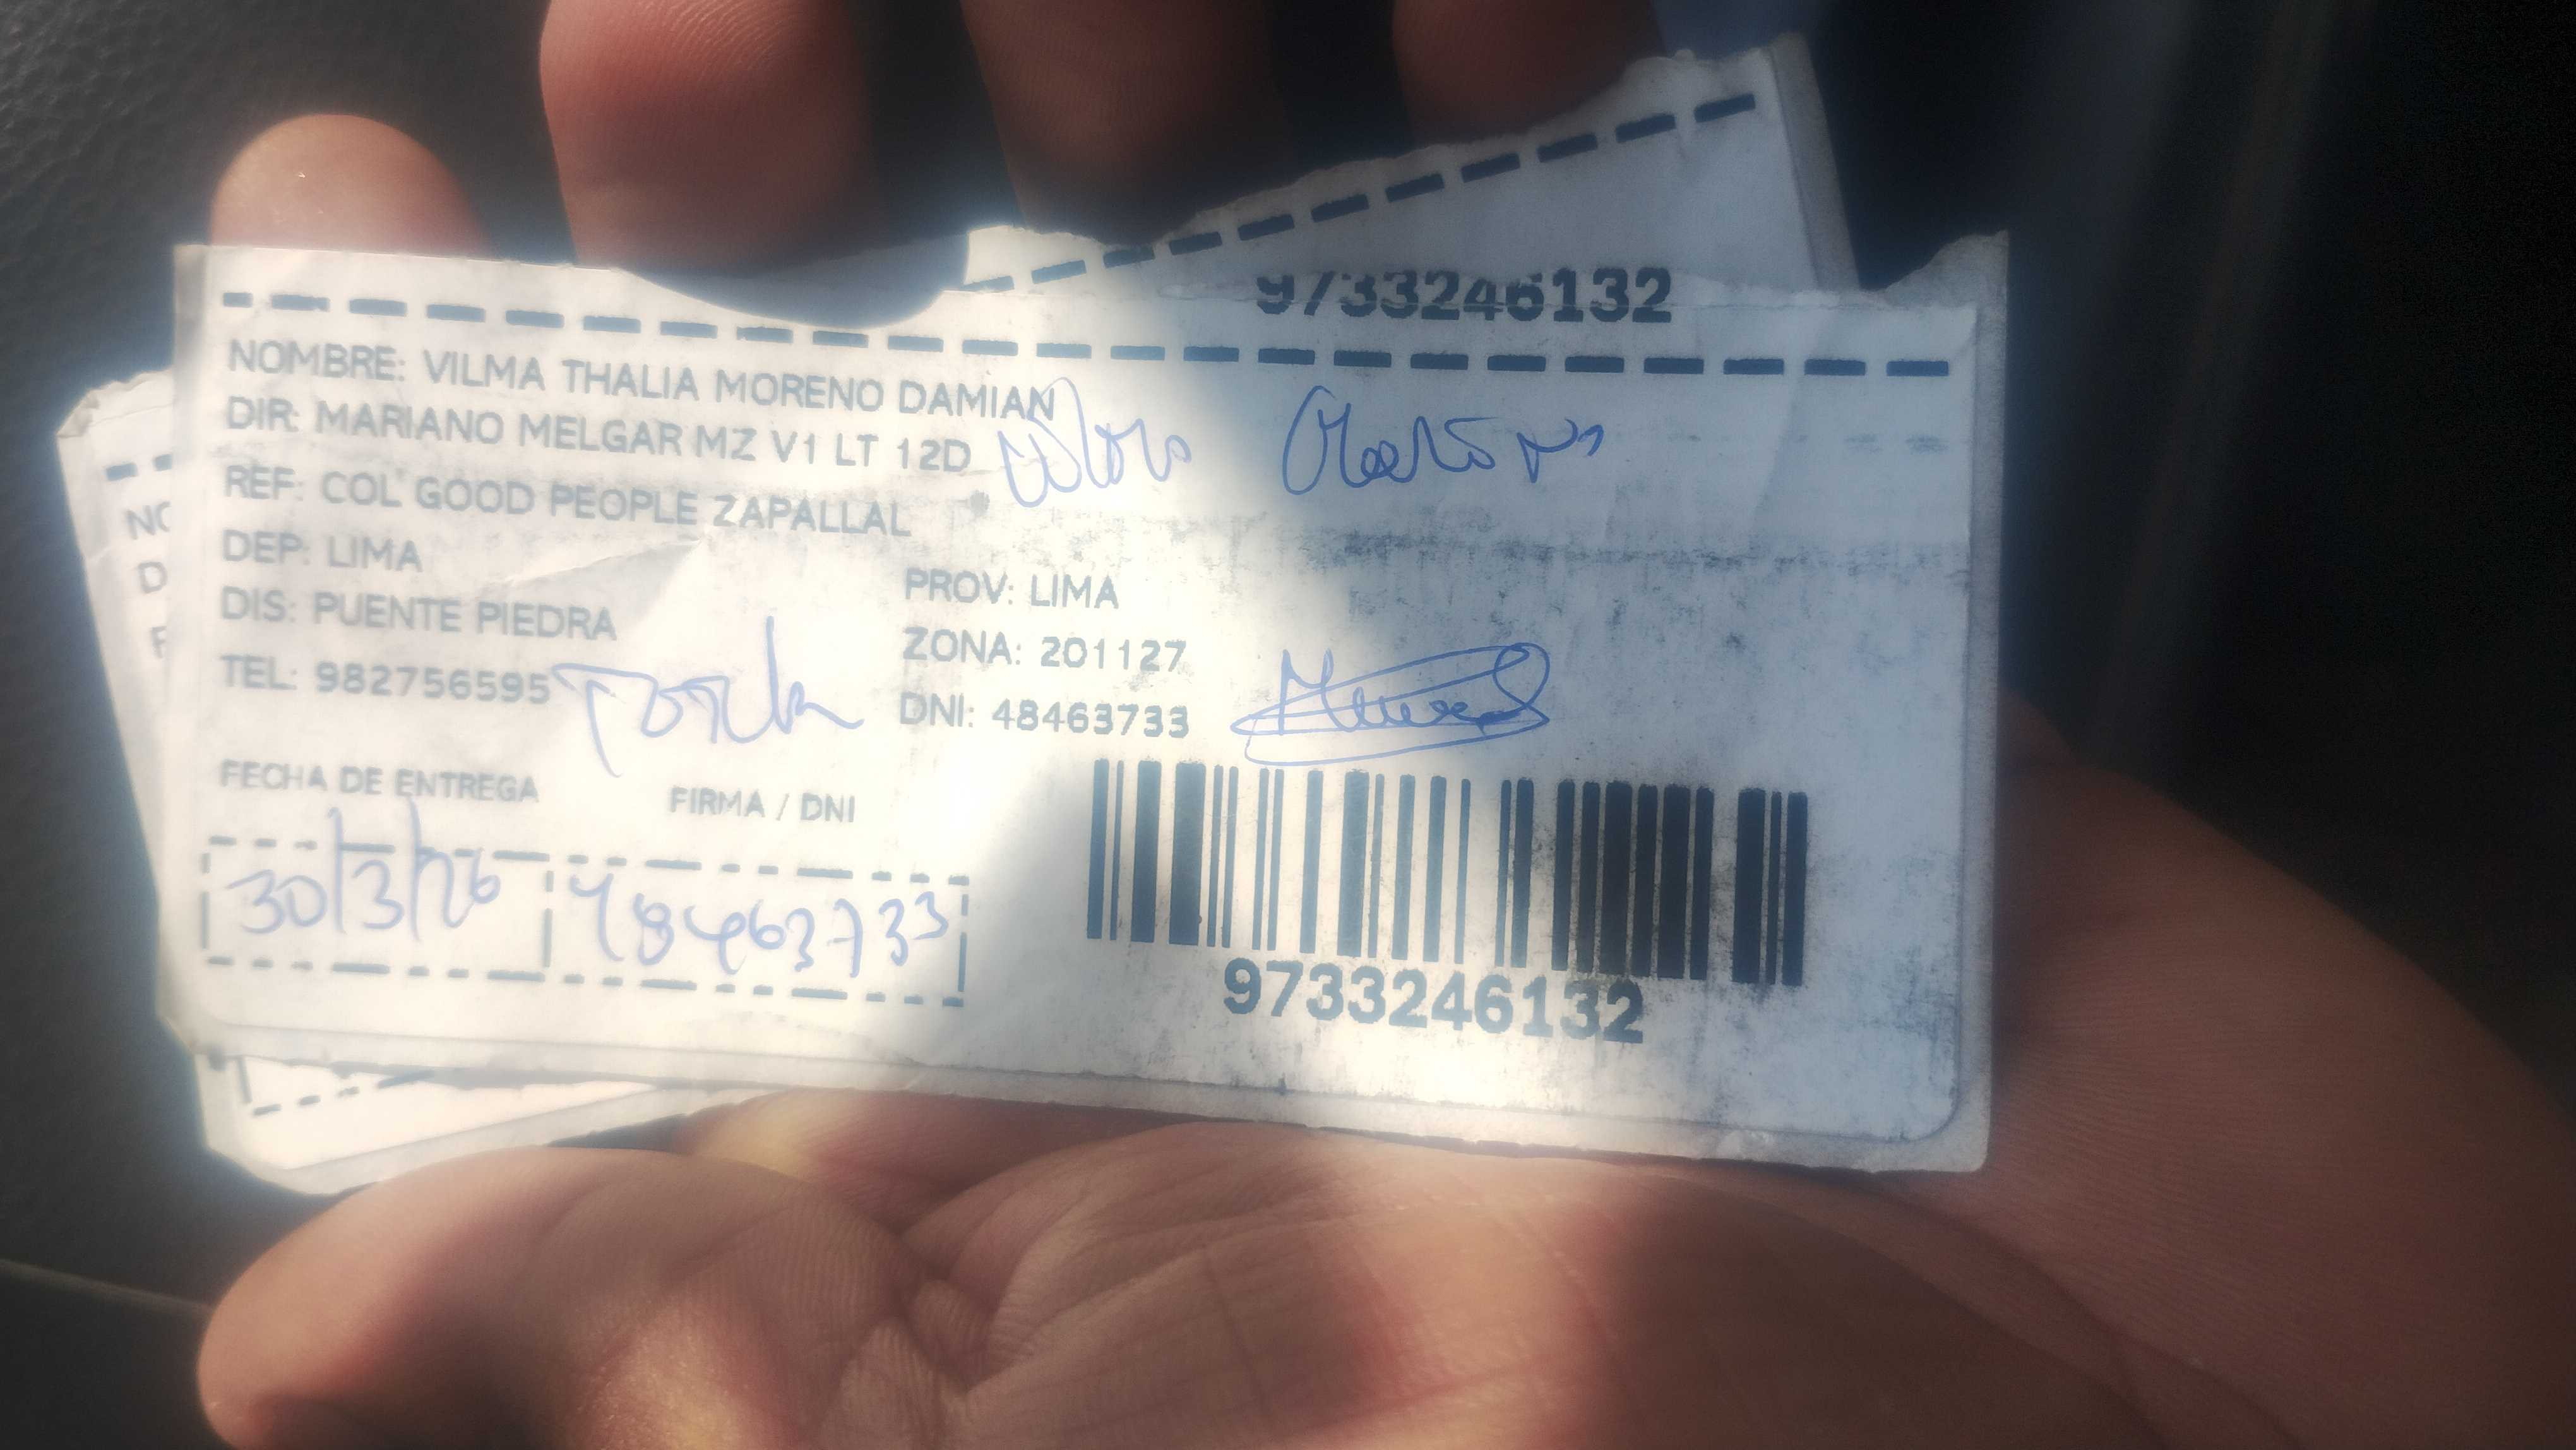 9733246132
NOMBRE: VILMA THALIA MORENO DAMIAN
DIR: MARIANO MELGAR MZ V1 LT 12D
REF: COL GOOD PEOPLE ZAPALLAL
DEP: LIMA
PROV: LIMA
DIS: PUENTE PIEDRA
ZONA: 201127
TEL: 982756595
DNI: 48463733
FECHA DE ENTREGA
FIRMA / DNI
30/3/26
48463733
9733246132
NO
D